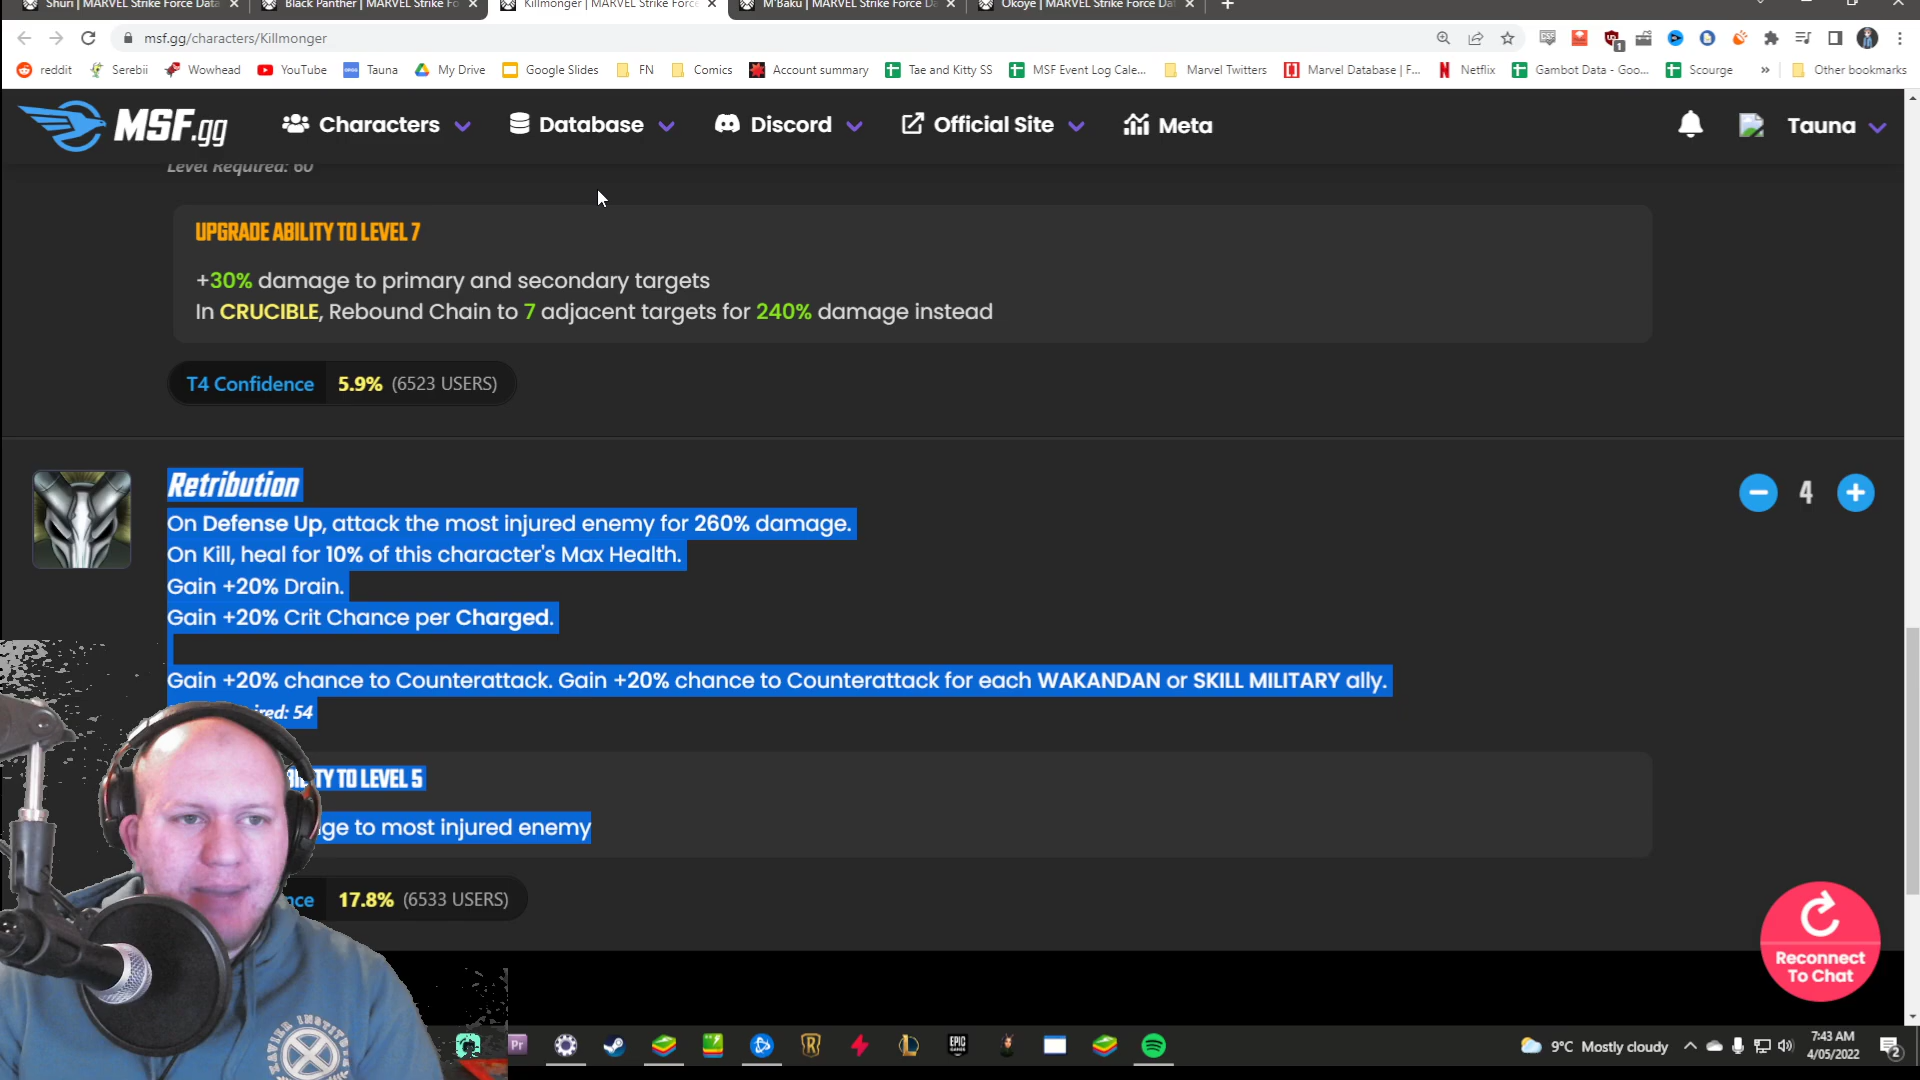 Shuri | MARVEL Strike Force Data
Black Panther | MARVEL Strike Fo
Killmonger | MARVEL Strike Force
M'Baku | MARVEL Strike Force Da
Okoye | MARVEL Strike Force Dat
msf.gg/characters/Killmonger
reddit
Serebii
Wowhead
YouTube
Tauna
My Drive
Google Slides
FN
Comics
Account summary
Tae and Kitty SS
MSF Event Log Cale...
Marvel Twitters
Marvel Database | F...
Netflix
Gambot Data - Goo...
Scourge
Other bookmarks
MSF.gg
Characters
Database
Discord
Official Site
Meta
Tauna
Level Required: 60
UPGRADE ABILITY TO LEVEL 7
+30% damage to primary and secondary targets
In CRUCIBLE, Rebound Chain to 7 adjacent targets for 240% damage instead
T4 Confidence 5.9% (6523 USERS)
Retribution
4
On Defense Up, attack the most injured enemy for 260% damage.
On Kill, heal for 10% of this character's Max Health.
Gain +20% Drain.
Gain +20% Crit Chance per Charged.
Gain +20% chance to Counterattack. Gain +20% chance to Counterattack for each WAKANDAN or SKILL MILITARY ally.
ired: 54
TY TO LEVEL 5
ge to most injured enemy
nce 17.8% (6533 USERS)
Reconnect
To Chat
XAVIER INSTITUTE
Pr
EPIC
GAMES
9°C Mostly cloudy
7:43 AM
4/05/2022
2